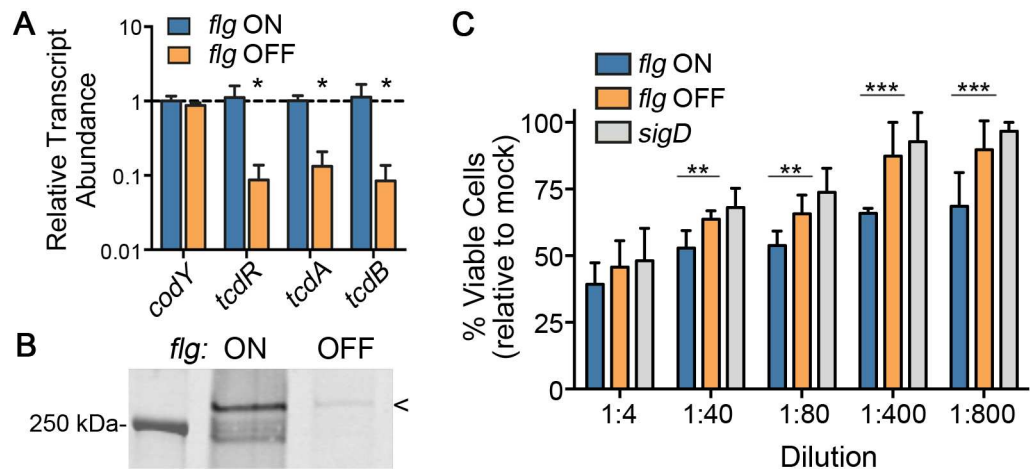 A
Relative Transcript
Abundance
10
1
0.1
0.01
flg ON
flg OFF
* * *
codY tcdR tcdA tcdB
B
flg: ON OFF
250 kDa-
<
C
flg ON
flg OFF
sigD
% Viable Cells
(relative to mock)
100
75
50
25
0
** ** *** ***
1:4 1:40 1:80 1:400 1:800
Dilution